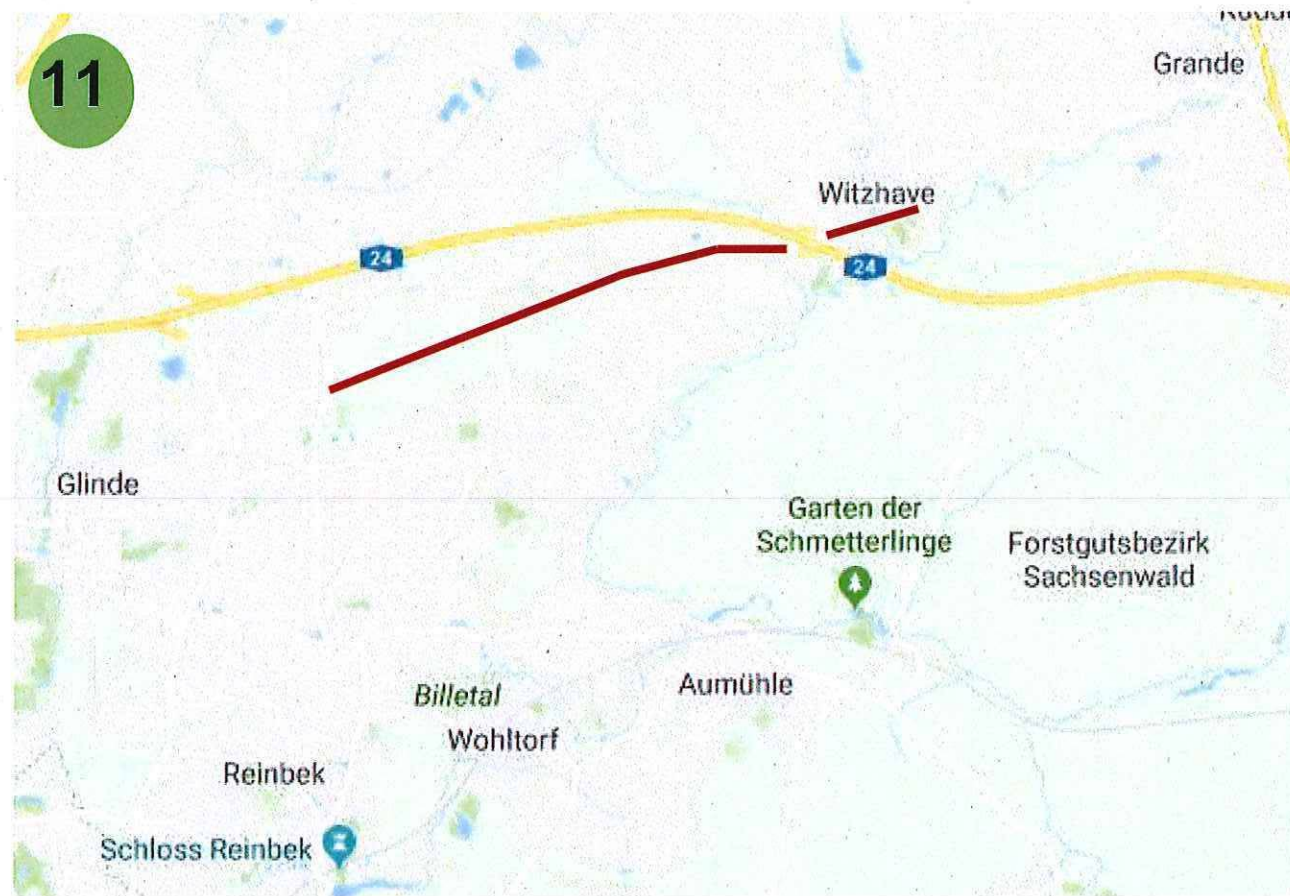 11
Grande
Witzhave
24
24
Glinde
Garten der
Schmetterlinge
Forstgutsbezirk
Sachsenwald
Billetal
Aumühle
Wohltorf
Reinbek
Schloss Reinbek